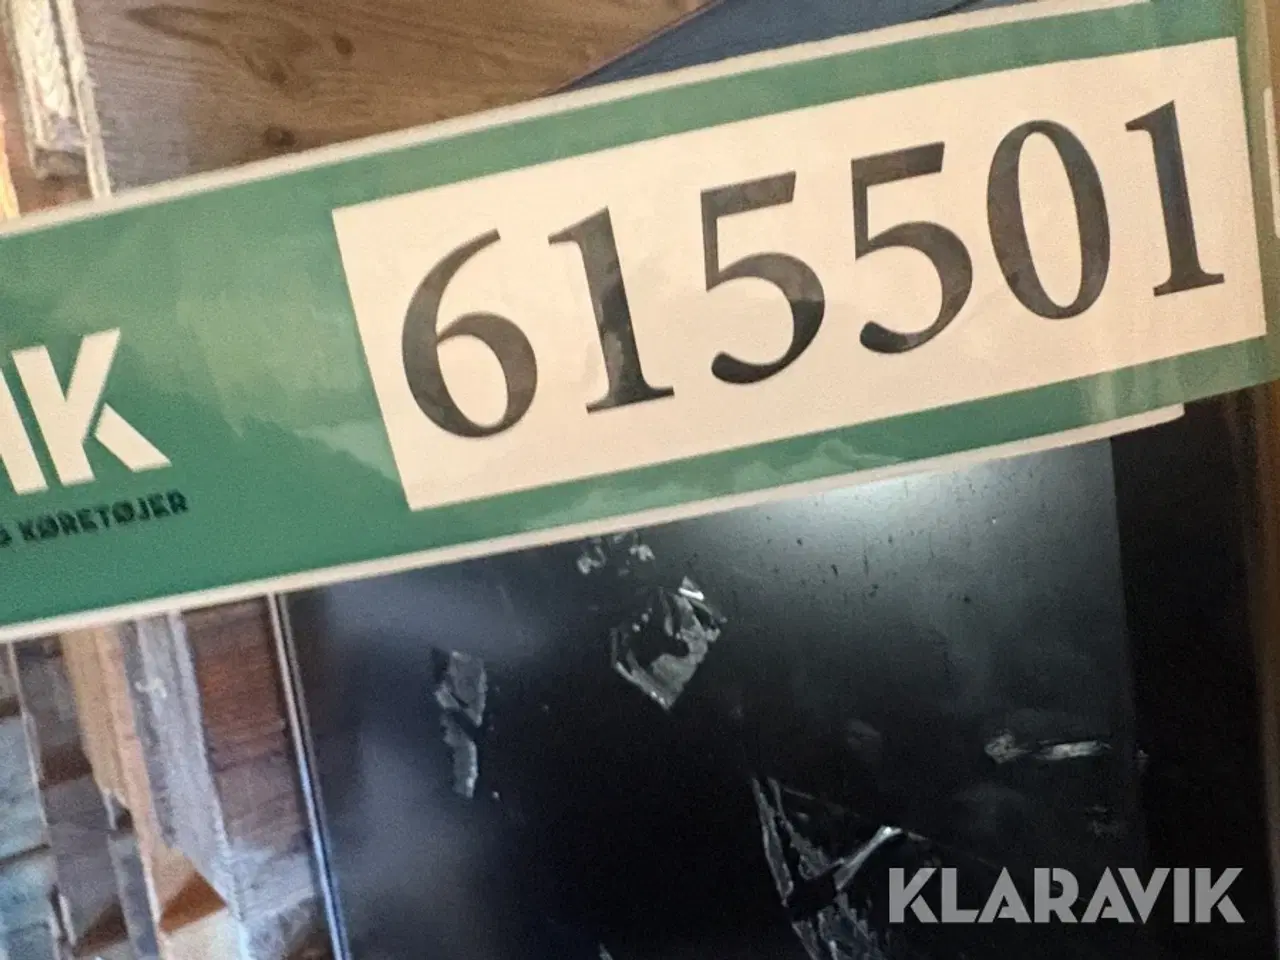 615501
IK
G KØRETØJER
KLARAVIK